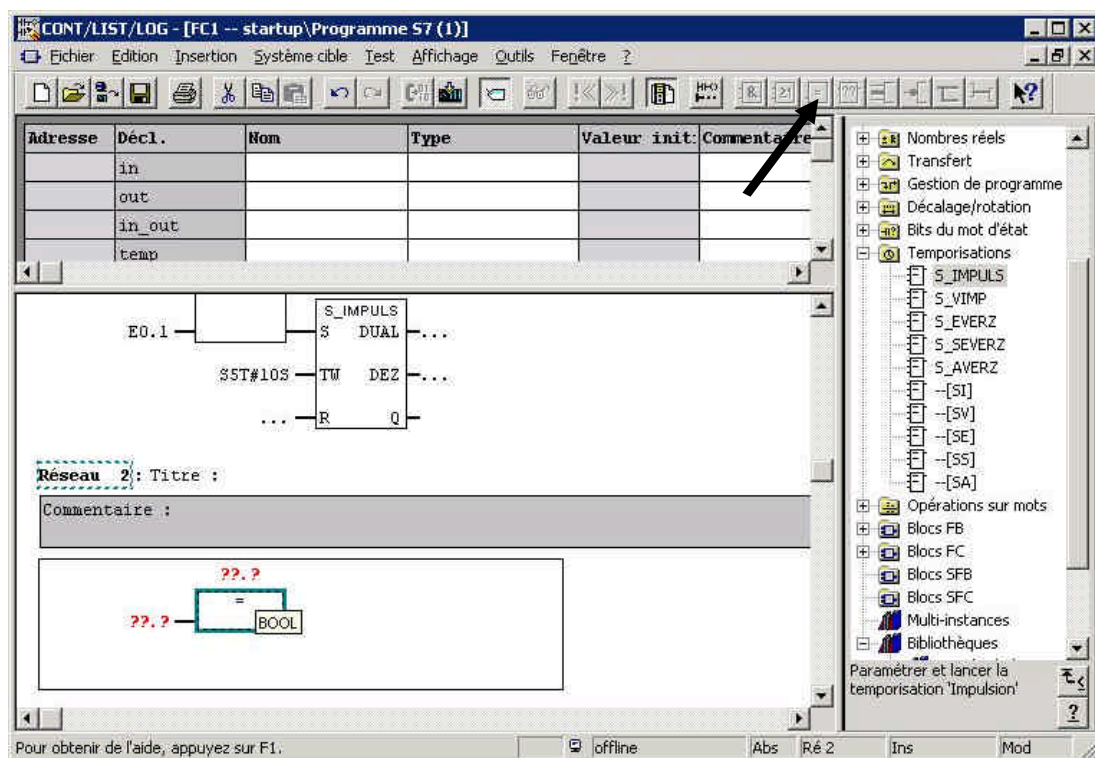 CONT/LIST/LOG - [FC1 -- startup\Programme S7 (1)]
Fichier Edition Insertion Système cible Test Affichage Outils Fenêtre ?
Adresse Décl. Nom Type Valeur init: Commentaire
in
out
in_out
temp
S_IMPULS
E0.1 S DUAL ...
S5T#10S TW DEZ ...
... R Q
Réseau 2 : Titre :
Commentaire :
??.?
=
??.? BOOL
Nombres réels
Transfert
Gestion de programme
Décalage/rotation
Bits du mot d'état
Temporisations
S_IMPULS
S_VIMP
S_EVERZ
S_SEVERZ
S_AVERZ
--[SI]
--[SV]
--[SE]
--[SS]
--[SA]
Opérations sur mots
Blocs FB
Blocs FC
Blocs SFB
Blocs SFC
Multi-instances
Bibliothèques
Paramétrer et lancer la
temporisation 'Impulsion'
Pour obtenir de l'aide, appuyez sur F1. offline Abs Ré 2 Ins Mod